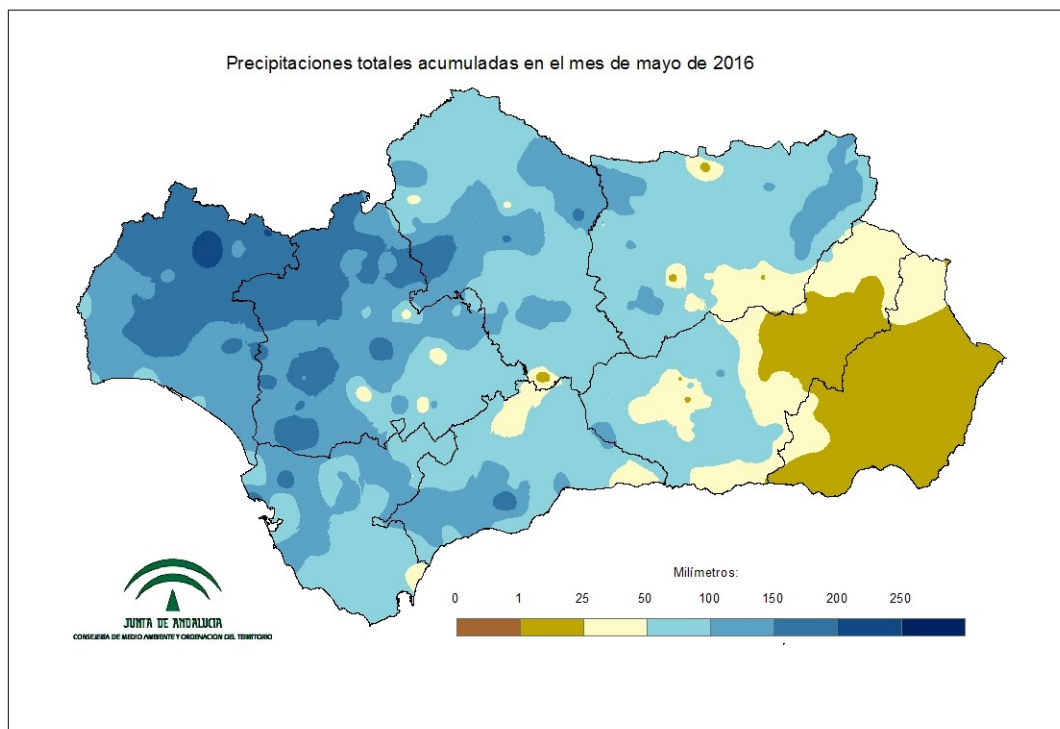 Precipitaciones totales acumuladas en el mes de mayo de 2016
Milímetros:
0 1 25 50 100 150 200 250
JUNTA DE ANDALUCIA
CONSEJERÍA DE MEDIO AMBIENTE Y ORDENACIÓN DEL TERRITORIO